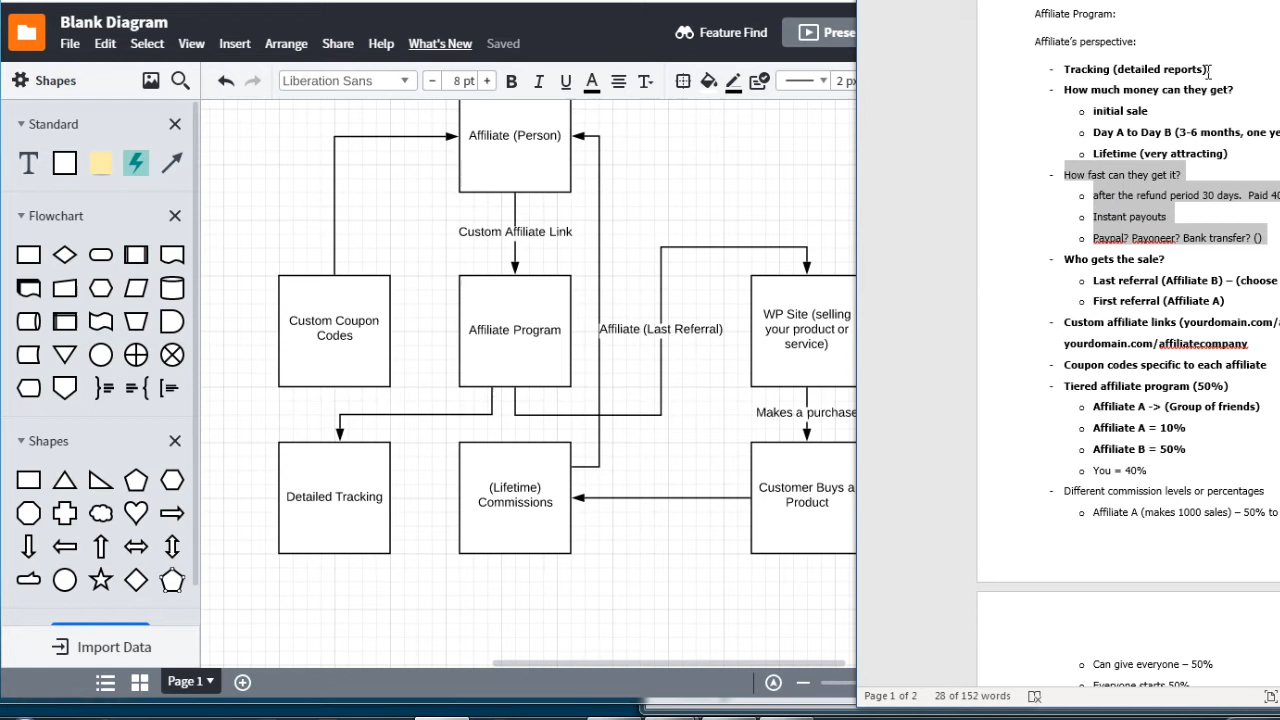 Blank Diagram
File Edit Select View Insert Arrange Share Help What's New Saved
Feature Find
Prese
Shapes
Liberation Sans
8 pt
B I U A T
2 px
Standard
T
Flowchart
Shapes
Import Data
Affiliate (Person)
Custom Affiliate Link
Custom Coupon
Codes
Affiliate Program
Affiliate (Last Referral)
WP Site (selling
your product or
service)
Makes a purchase
Detailed Tracking
(Lifetime)
Commissions
Customer Buys a
Product
Page 1
Affiliate Program:
Affiliate's perspective:
- Tracking (detailed reports)
- How much money can they get?
o initial sale
o Day A to Day B (3-6 months, one ye
o Lifetime (very attracting)
- How fast can they get it?
o after the refund period 30 days. Paid 40
o Instant payouts
o Paypal? Payoneer? Bank transfer? ()
- Who gets the sale?
o Last referral (Affiliate B) – (choose
o First referral (Affiliate A)
- Custom affiliate links (yourdomain.com/a
yourdomain.com/affiliatecompany
- Coupon codes specific to each affiliate
- Tiered affiliate program (50%)
o Affiliate A -> (Group of friends)
o Affiliate A = 10%
o Affiliate B = 50%
o You = 40%
- Different commission levels or percentages
o Affiliate A (makes 1000 sales) – 50% to
o Can give everyone – 50%
o Everyone starts 50%
Page 1 of 2 28 of 152 words